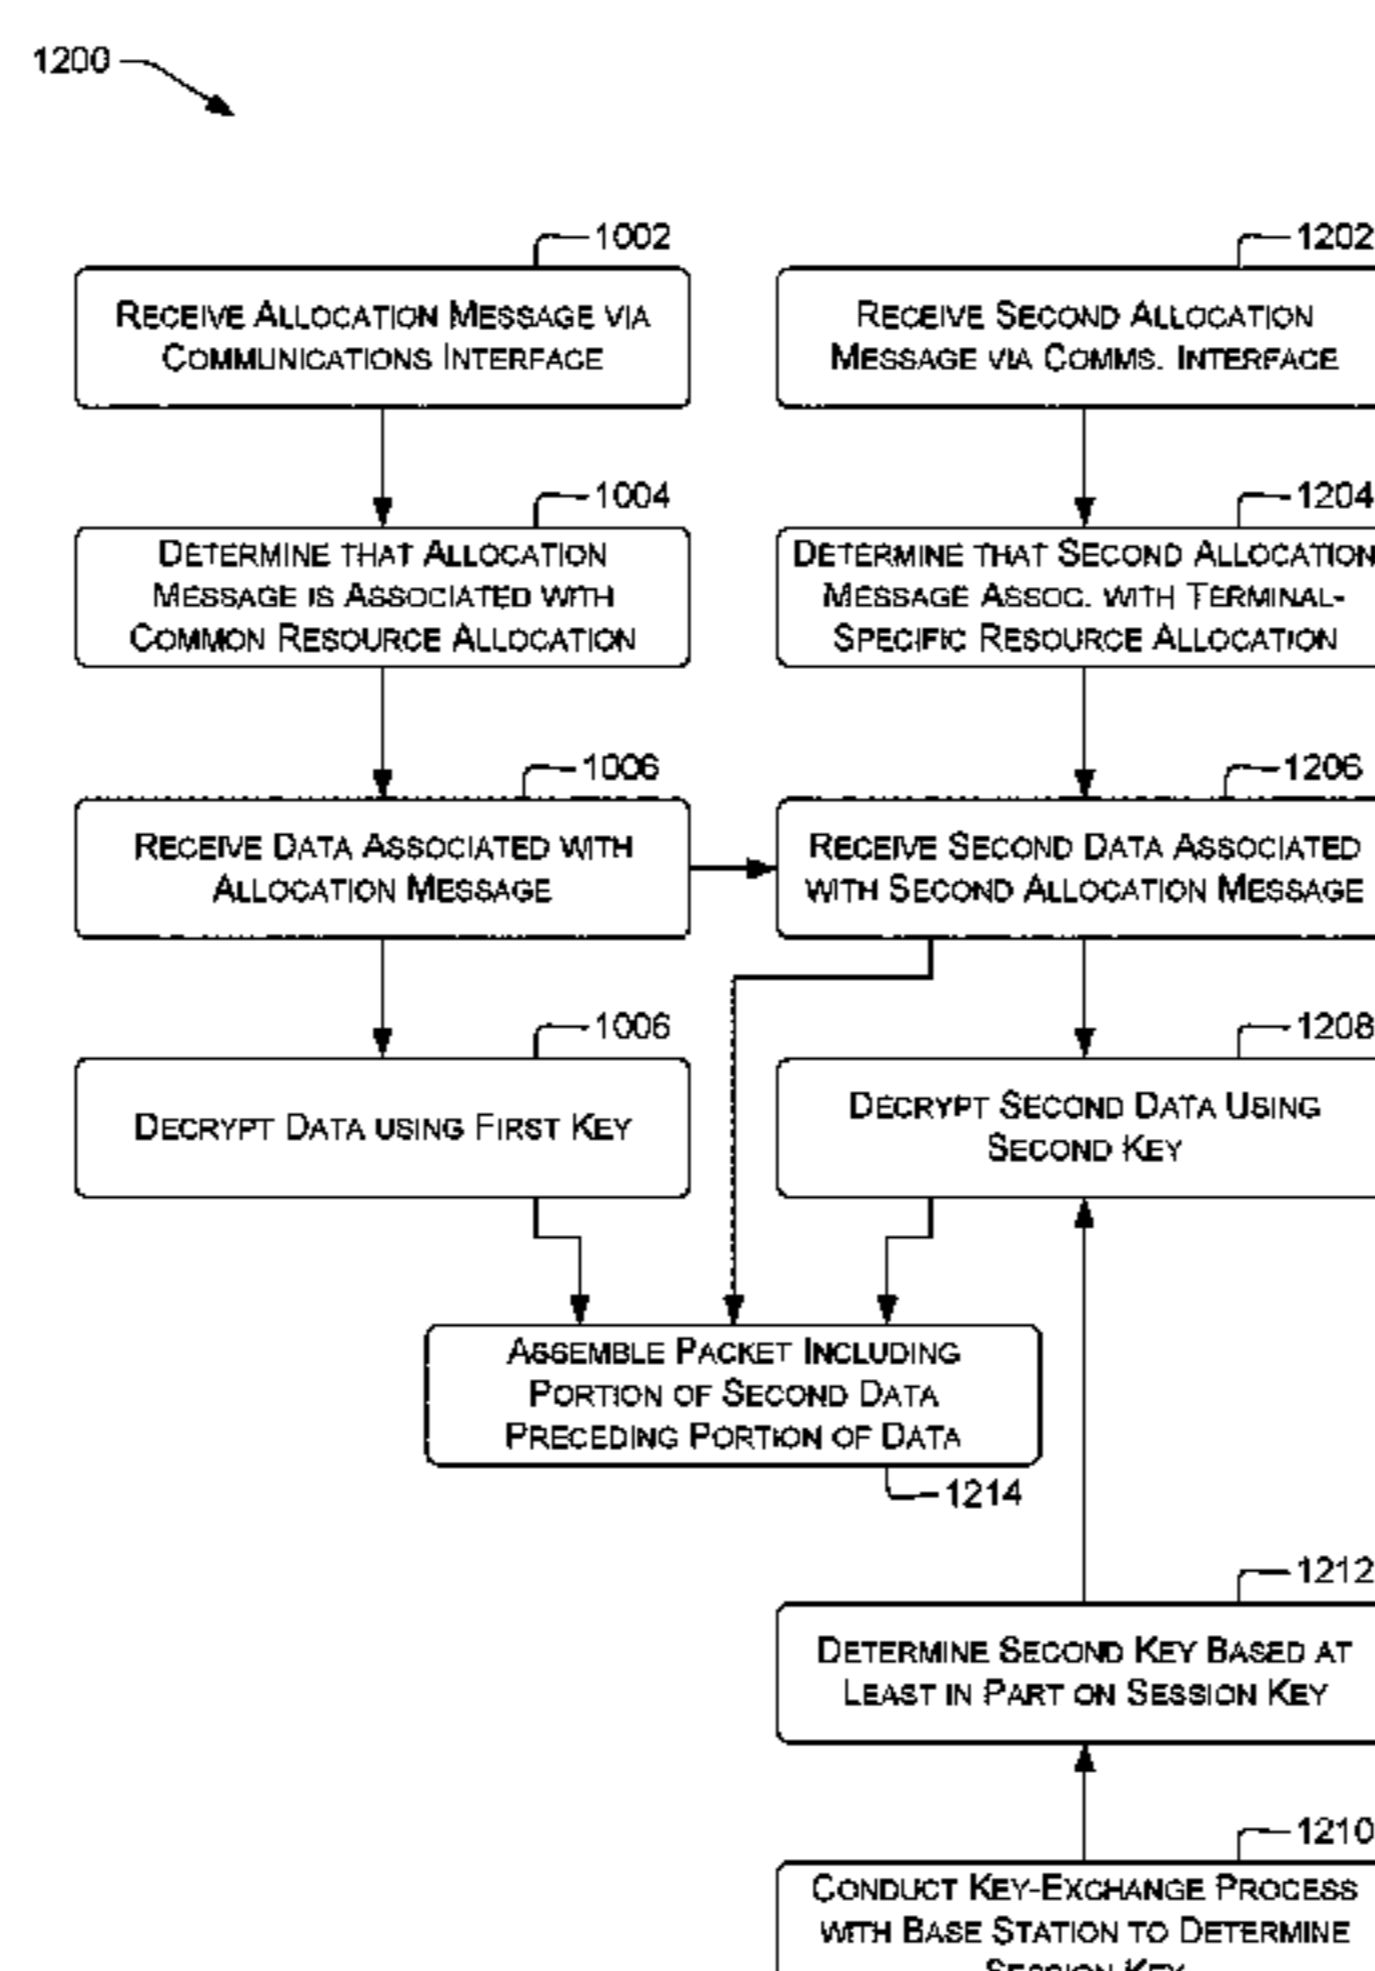 1200
1002
RECEIVE ALLOCATION MESSAGE VIA
COMMUNICATIONS INTERFACE
1202
RECEIVE SECOND ALLOCATION
MESSAGE VIA COMMS. INTERFACE
1004
DETERMINE THAT ALLOCATION
MESSAGE IS ASSOCIATED WITH
COMMON RESOURCE ALLOCATION
1204
DETERMINE THAT SECOND ALLOCATION
MESSAGE ASSOC. WITH TERMINAL-
SPECIFIC RESOURCE ALLOCATION
1006
RECEIVE DATA ASSOCIATED WITH
ALLOCATION MESSAGE
1206
RECEIVE SECOND DATA ASSOCIATED
WITH SECOND ALLOCATION MESSAGE
1006
DECRYPT DATA USING FIRST KEY
1208
DECRYPT SECOND DATA USING
SECOND KEY
ASSEMBLE PACKET INCLUDING
PORTION OF SECOND DATA
PRECEDING PORTION OF DATA
1214
1212
DETERMINE SECOND KEY BASED AT
LEAST IN PART ON SESSION KEY
1210
CONDUCT KEY-EXCHANGE PROCESS
WITH BASE STATION TO DETERMINE
SESSION KEY